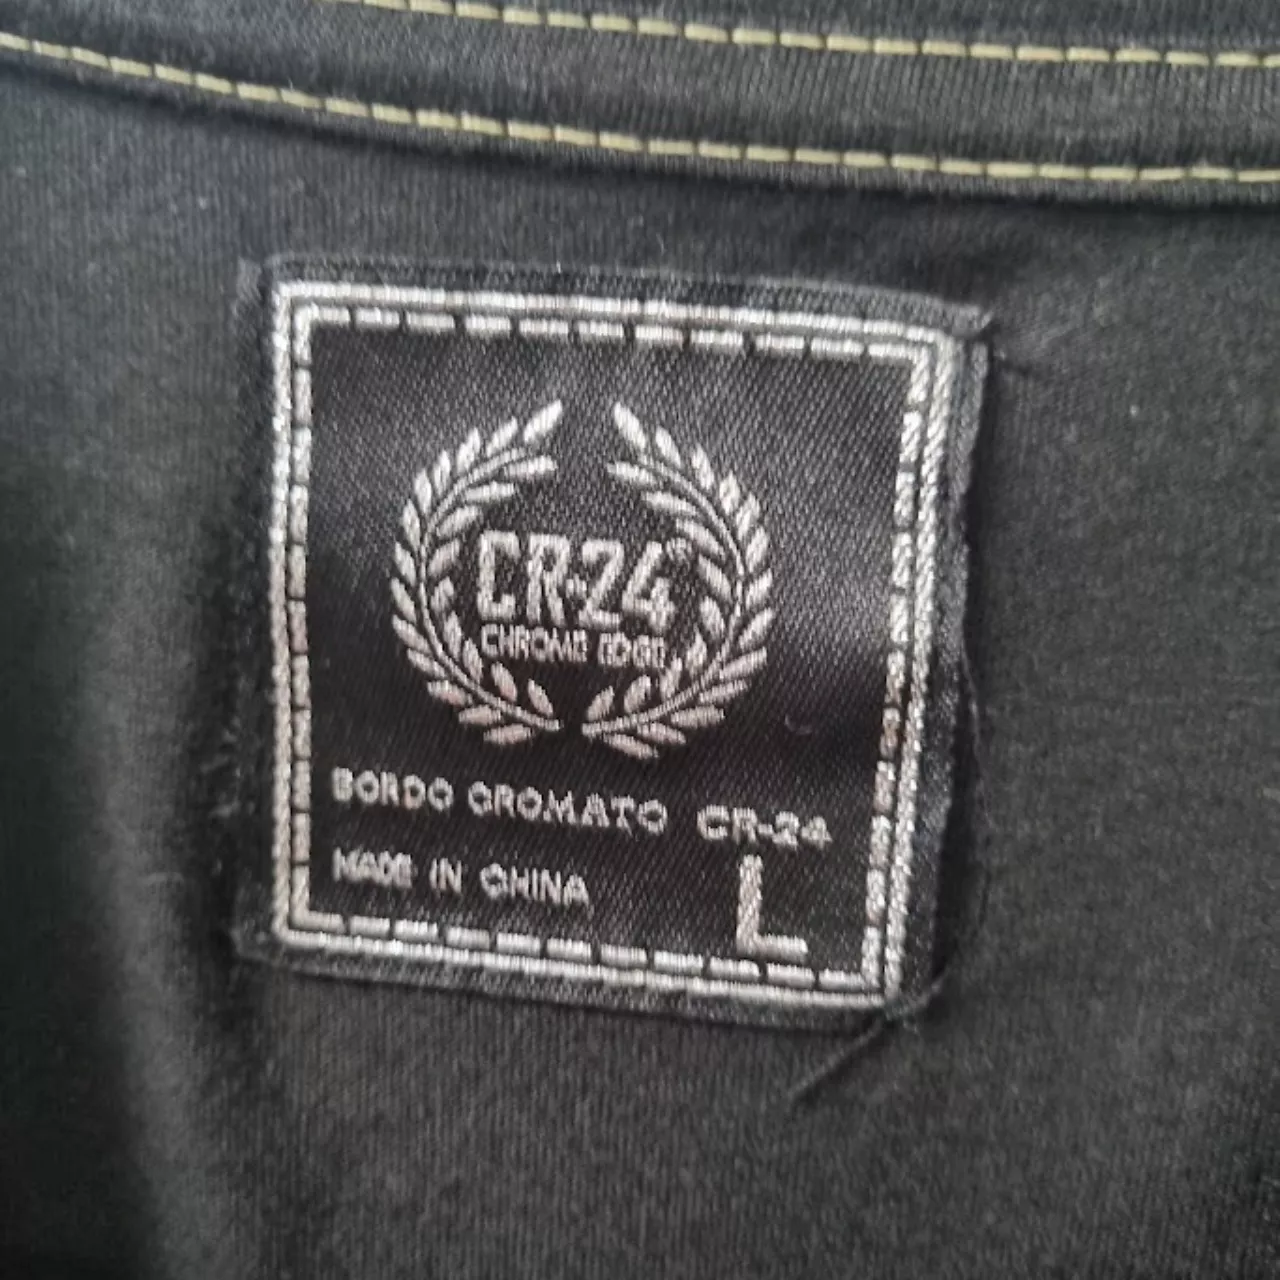 CR-24
CHROME EDGE
BORDO CROMATO CR-24
MADE IN CHINA
L